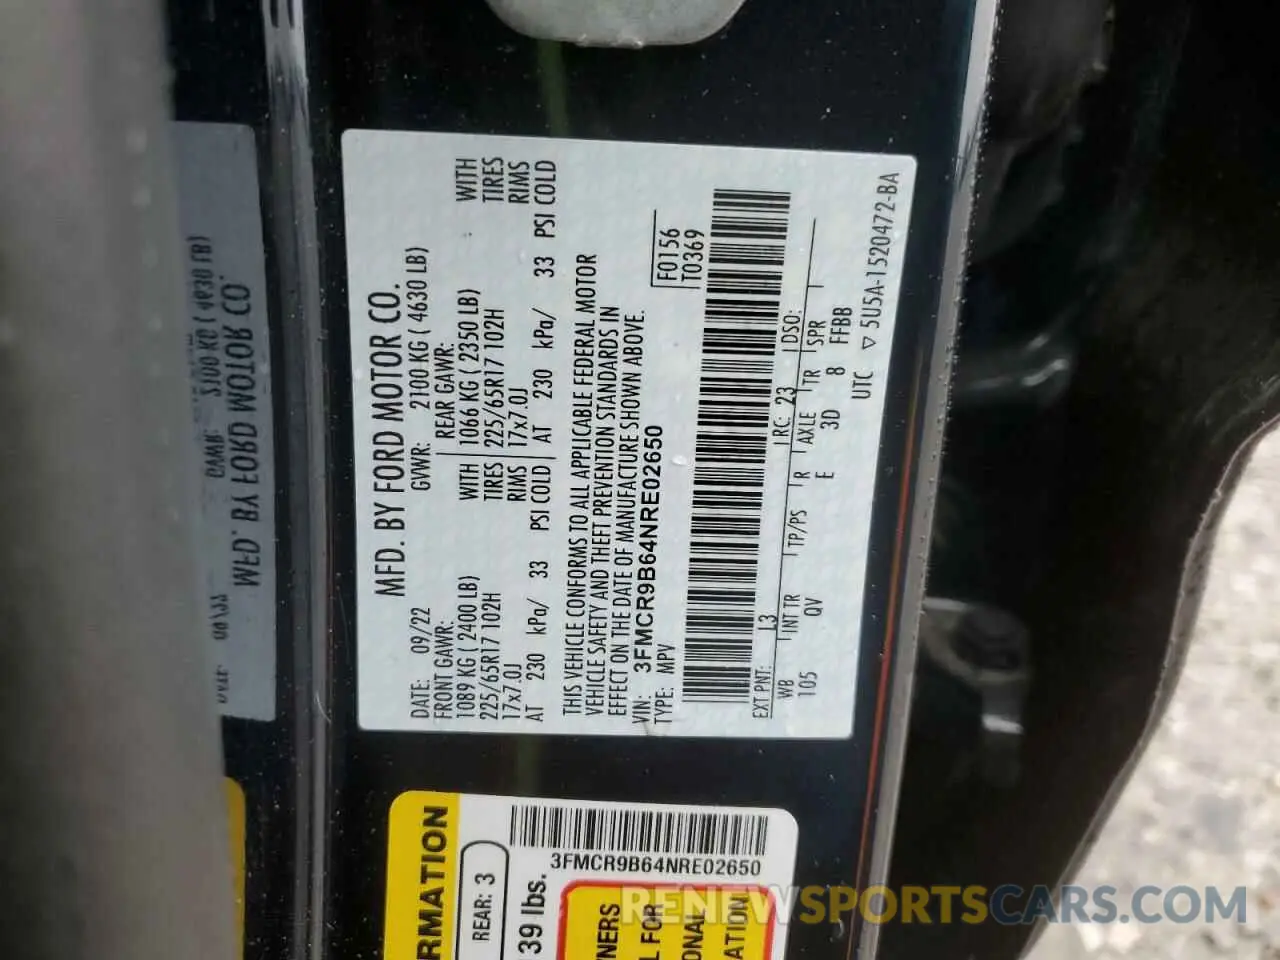 MFD. BY FORD MOTOR CO.
DATE: 09/22 GVWR: 2100 KG ( 4630 LB)
FRONT GAWR: REAR GAWR:
1089 KG ( 2400 LB) WITH 1066 KG ( 2350 LB) WITH
225/65R17 102H TIRES 225/65R17 102H TIRES
17x7.0J RIMS 17x7.0J RIMS
AT 230 kPa/ 33 PSI COLD AT 230 kPa/ 33 PSI COLD
THIS VEHICLE CONFORMS TO ALL APPLICABLE FEDERAL MOTOR
VEHICLE SAFETY AND THEFT PREVENTION STANDARDS IN
EFFECT ON THE DATE OF MANUFACTURE SHOWN ABOVE.
VIN: 3FMCR9B64NRE02650
TYPE: MPV
F0156
T0369
EXT PNT: L3 RC: 23 DSO:
WB INT TR TP/PS R AXLE TR SPR
105 QV E 3D 8 FFBB
UTC ▽ 5U5A-1520472-BA
RMATION
REAR: 3
39 lbs.
3FMCR9B64NRE02650
NERS
L FOR
ONAL
ATION
MFD. BY FORD MOTOR CO.
RENEWSPORTSCARS.COM